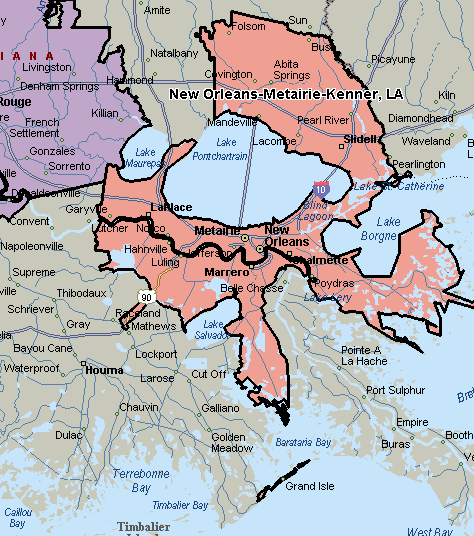 Amite
Folsom
Sun
Bush
Natalbany
Picayune
I A N A
Livingston
Hammond
Covington
Abita
Springs
Denham Springs
New Orleans-Metairie-Kenner, LA
Kiln
Rouge
Killian
Mandeville
Pearl River
Diamondhead
French
Settlement
Lacombe
Slidell
Waveland
Lake
Maurepas
Lake
Pontchartrain
Gonzales
Sorrento
Pearlington
Donaldsonville
10
Lake St. Catherine
Blind
Lagoon
Garyville
LaPlace
Convent
Lutcher
Norco
Metairie
New
Orleans
Lake
Borgne
Napoleonville
Hahnville
Jefferson
Luling
Chalmette
Marrero
Supreme
Belle Chasse
Poydras
Thibodaux
90
Lake Lery
ville
Schriever
Raceland
Gray
Mathews
Lake
Salvador
Bayou Cane
Lockport
Pointe A
La Hache
Waterproof
Houma
Larose
Cut Off
Port Sulphur
Chauvin
Galliano
Empire
Dulac
Golden
Meadow
Barataria Bay
Buras
Booth
Terrebonne
Bay
Grand Isle
Caillou
Bay
Timbalier Bay
Timbalier
West Bay